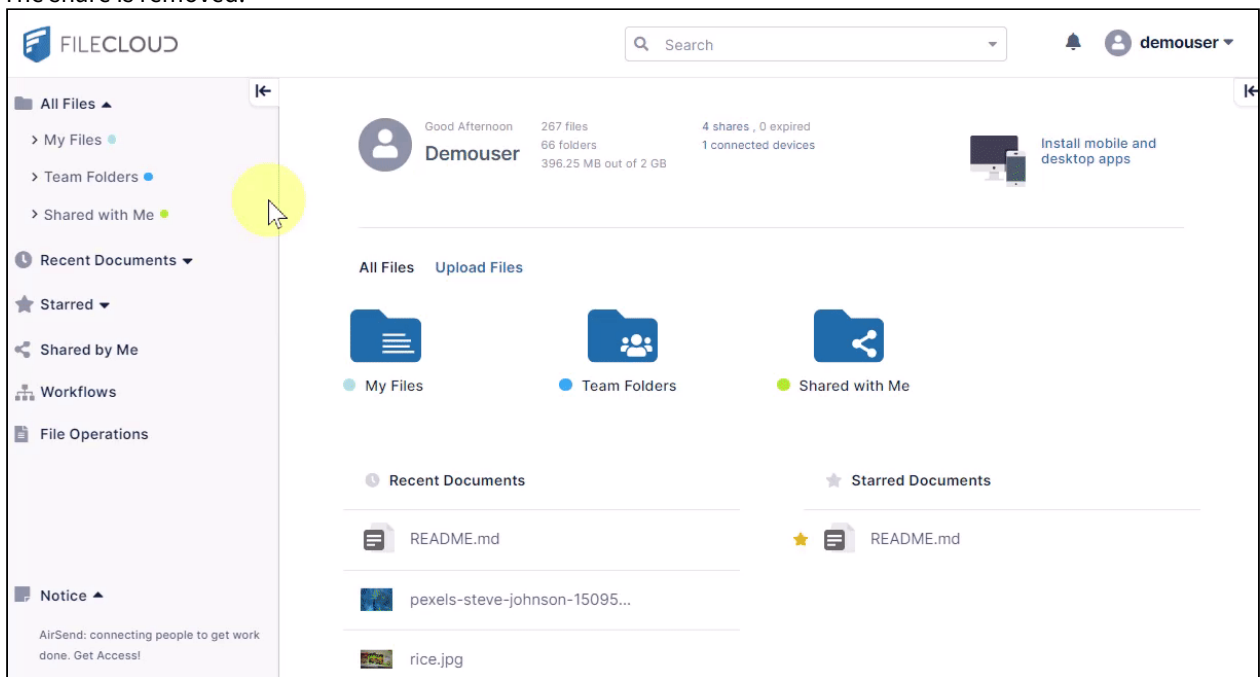 The share is removed.
FILECLOUD
Search
demouser
All Files
My Files
Team Folders
Shared with Me
Recent Documents
Starred
Shared by Me
Workflows
File Operations
Notice
AirSend: connecting people to get work
done. Get Access!
Good Afternoon
Demouser
267 files
66 folders
396.25 MB out of 2 GB
4 shares , 0 expired
1 connected devices
Install mobile and
desktop apps
All Files Upload Files
My Files Team Folders Shared with Me
Recent Documents
README.md
pexels-steve-johnson-15095...
rice.jpg
Starred Documents
README.md